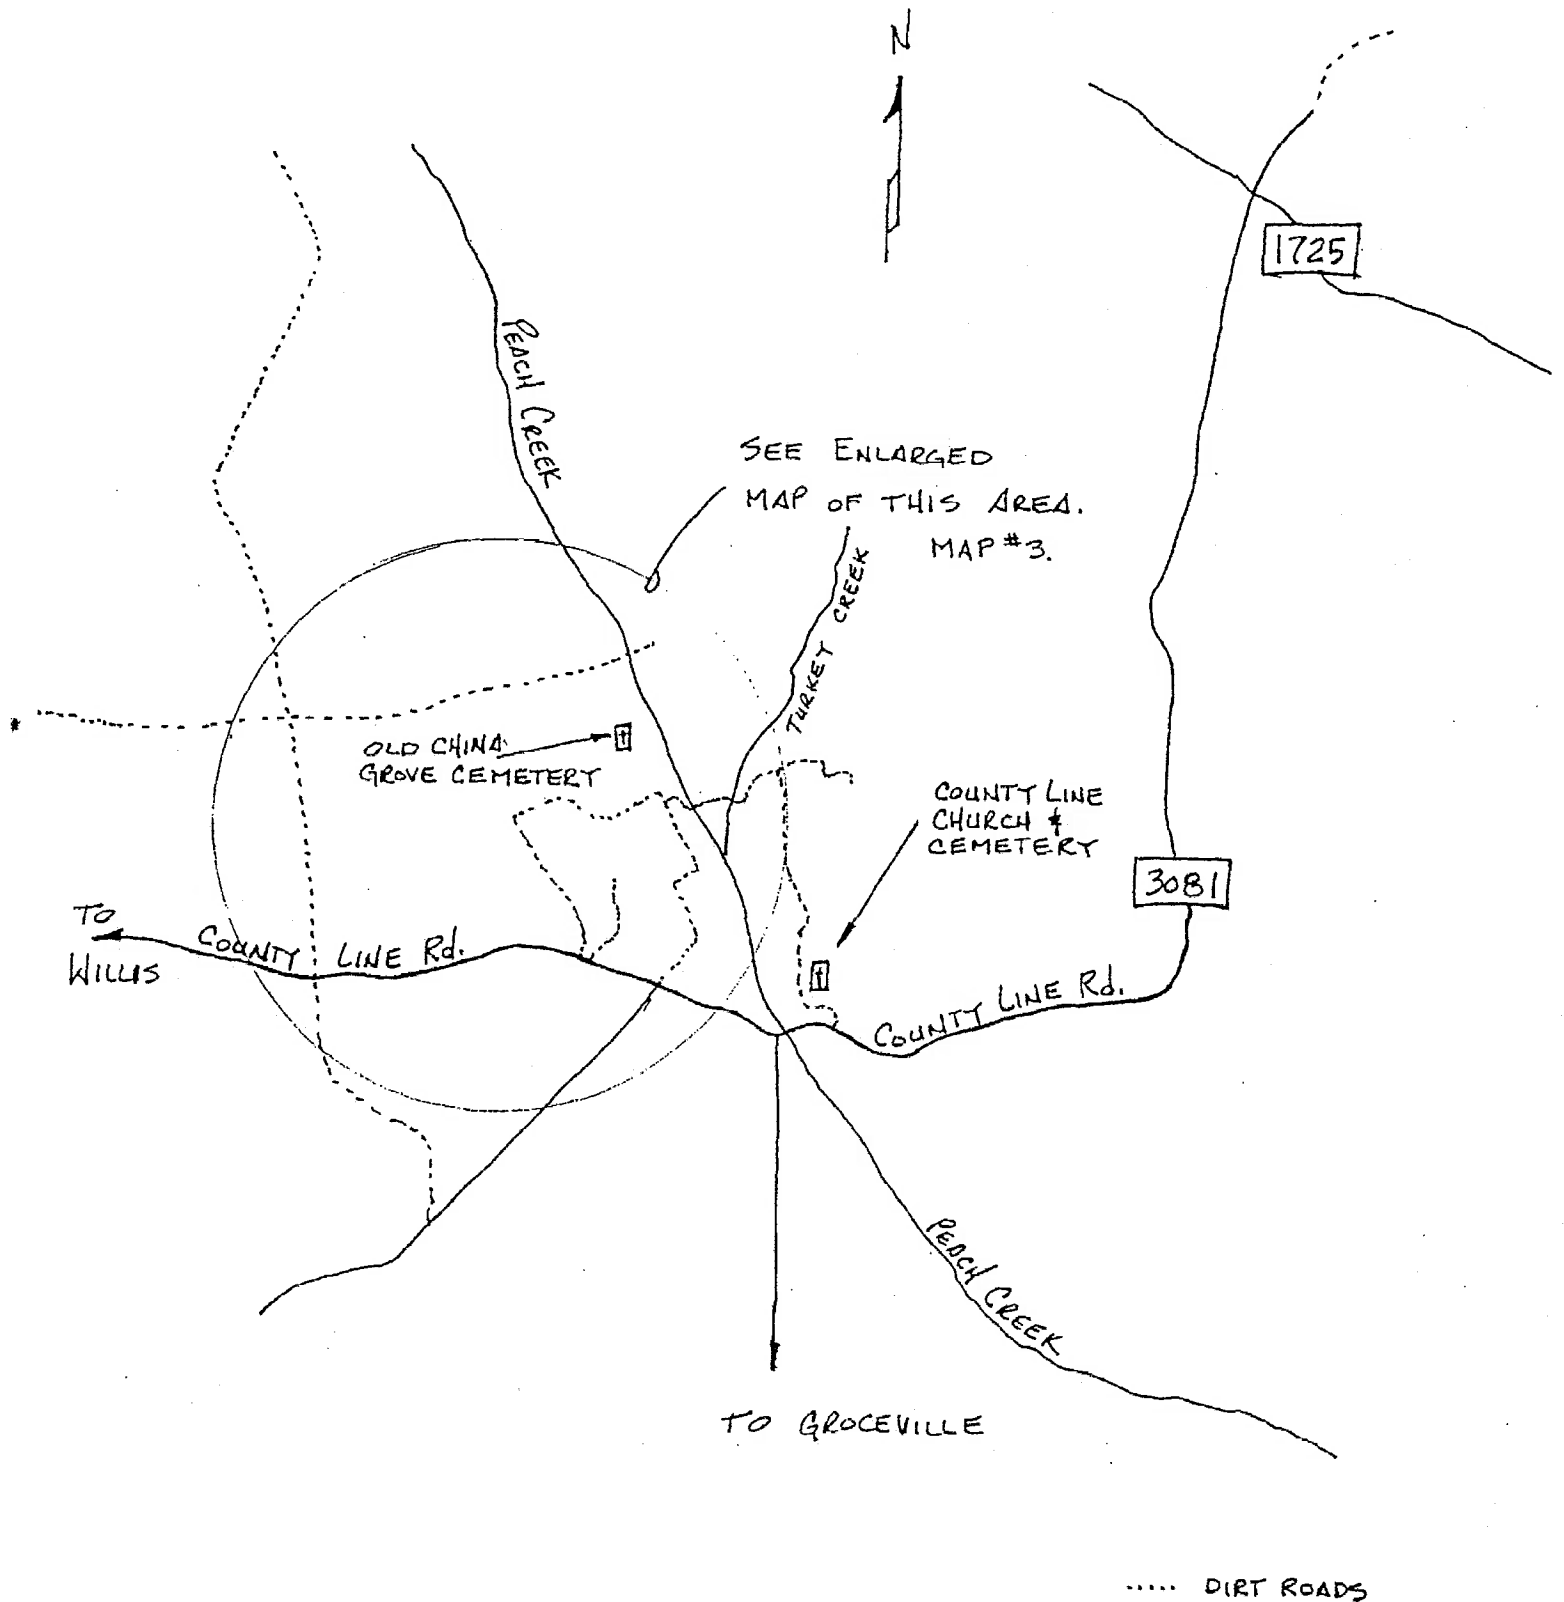 N
1725
PEACH CREEK
SEE ENLARGED
MAP OF THIS AREA.
MAP #3.
TURKEY CREEK
OLD CHINA
GROVE CEMETERY
COUNTY LINE
CHURCH &
CEMETERY
3081
TO
WILLIS
COUNTY LINE Rd.
COUNTY LINE Rd.
PEACH CREEK
TO GROCEVILLE
..... DIRT ROADS